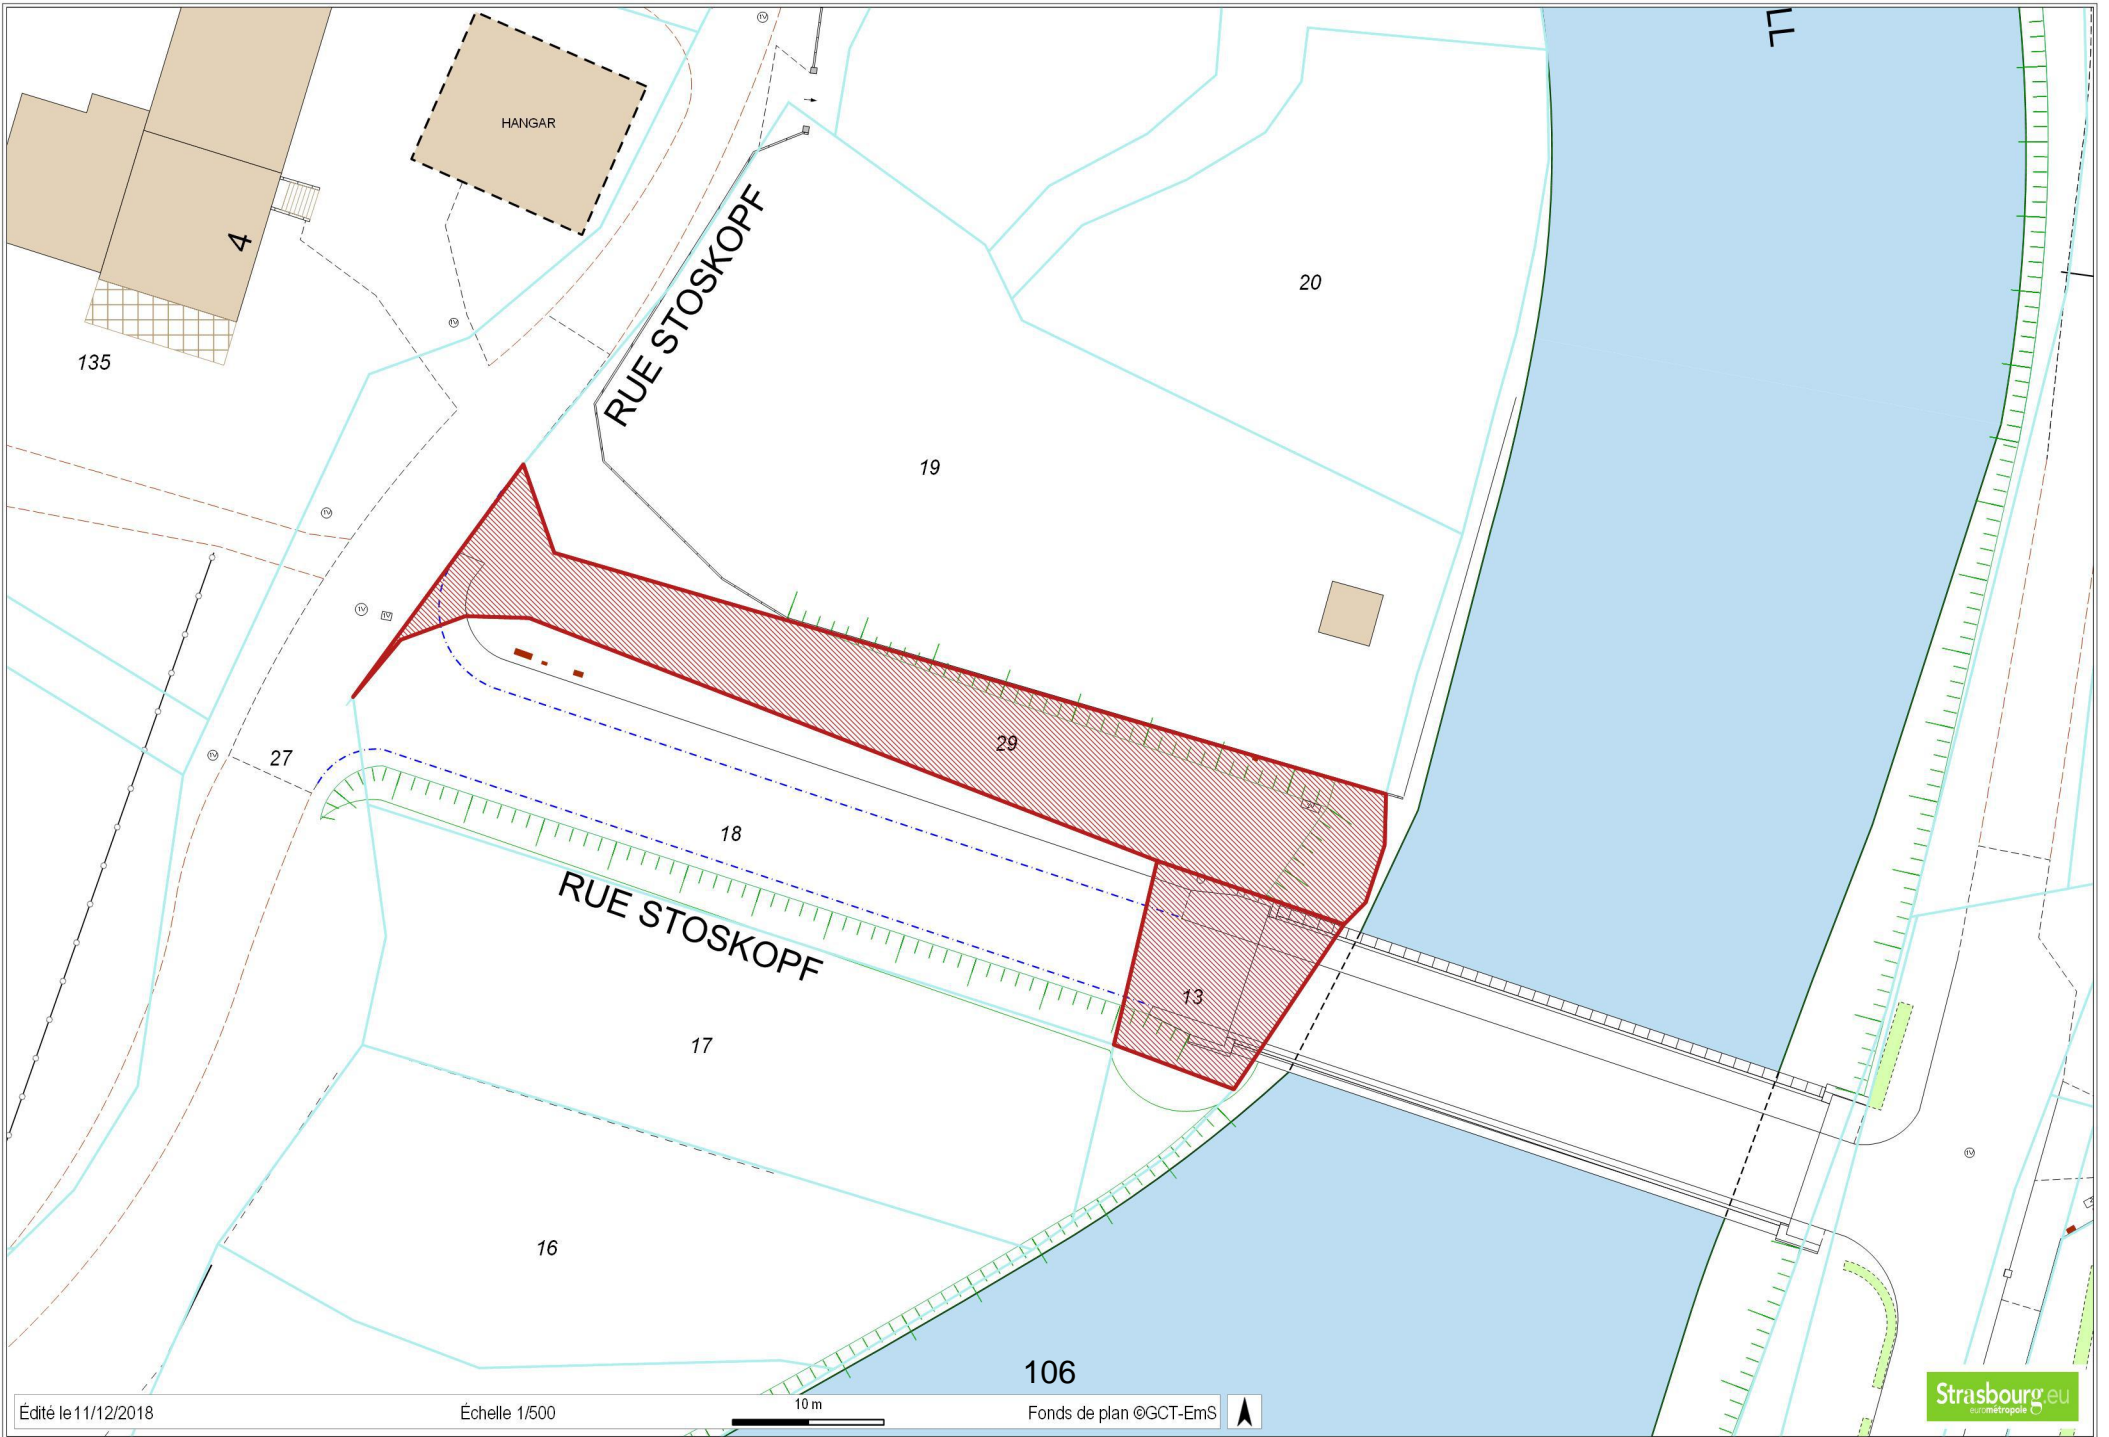 LL
HANGAR
4
RUE STOSKOPF
20
135
19
29
27
18
RUE STOSKOPF
13
17
16
106
Édité le 11/12/2018
Échelle 1/500
10 m
Fonds de plan ©GCT-EmS
Strasbourg.eu
eurométropole